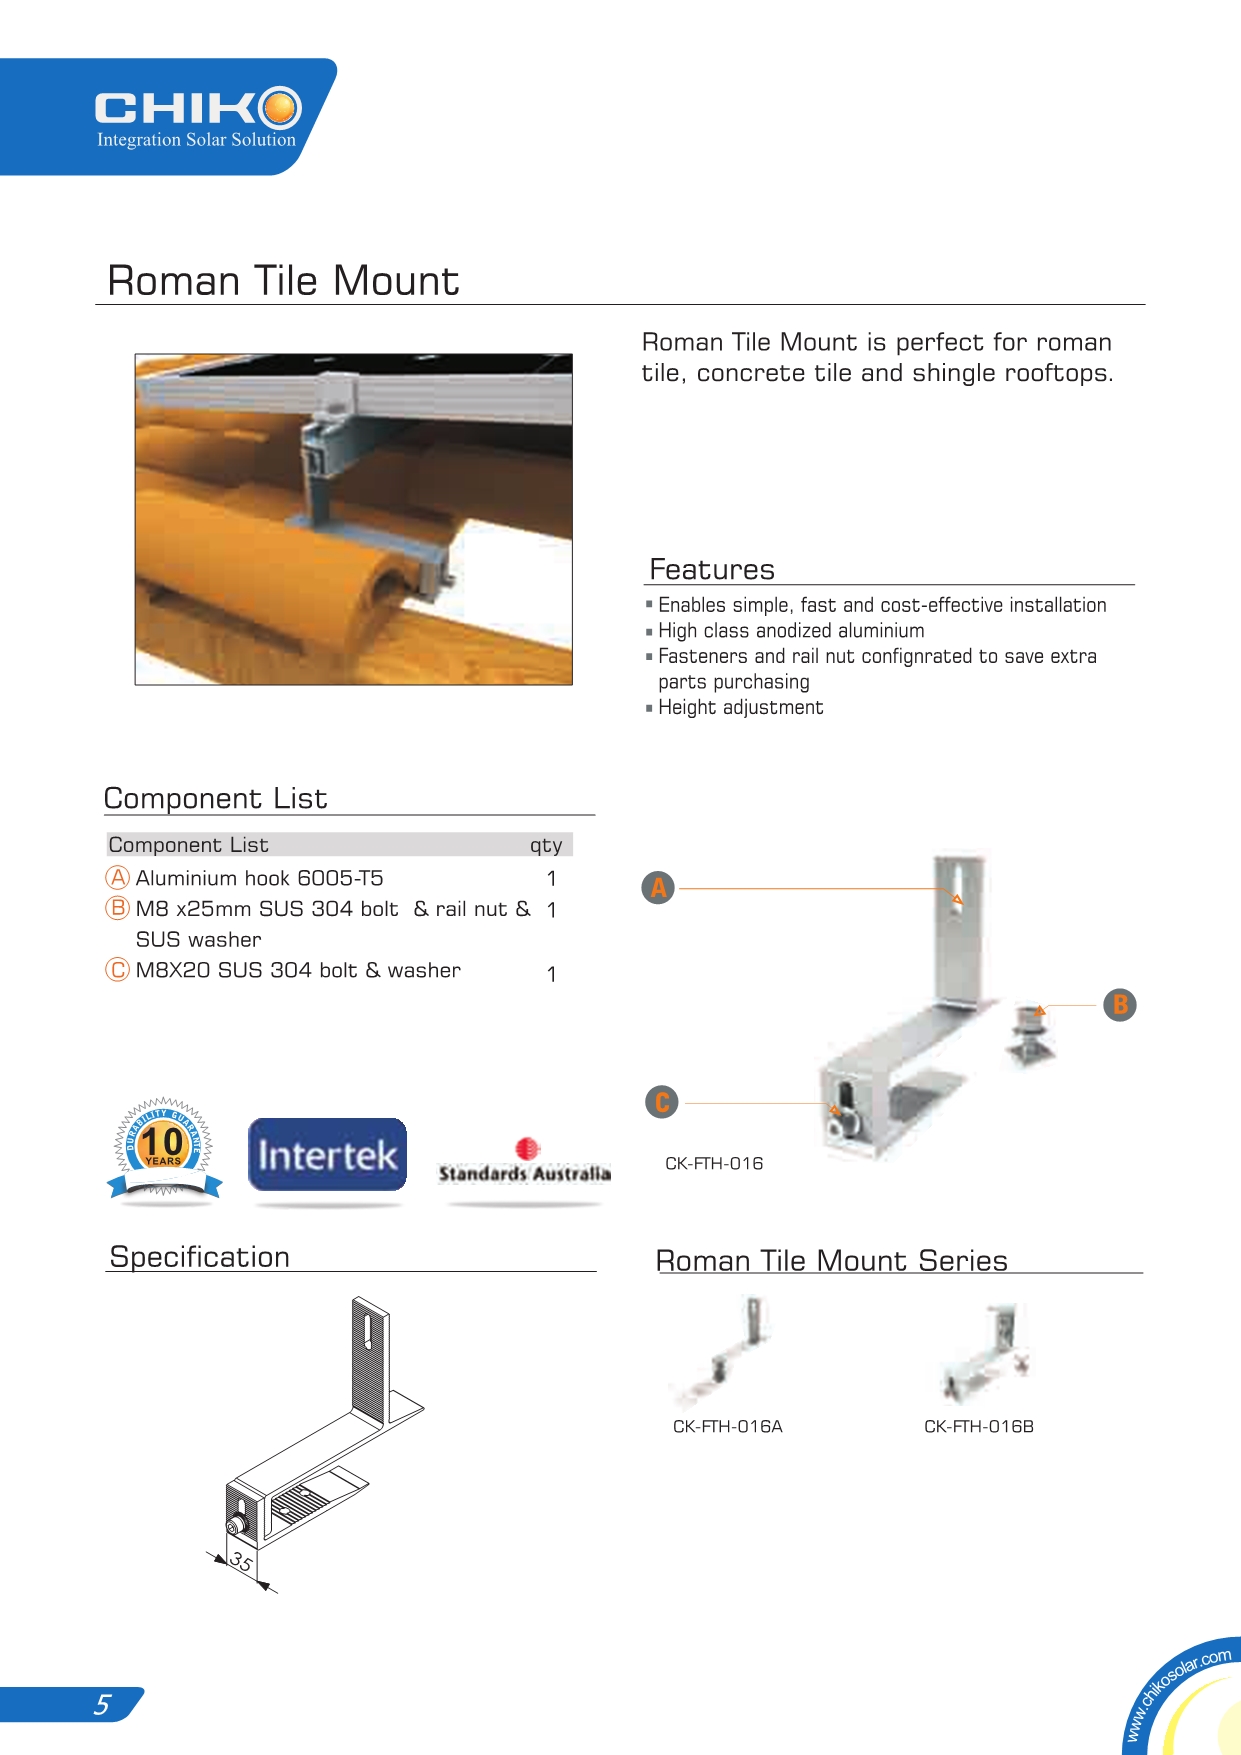 CHIKO
Integration Solar Solution
Roman Tile Mount
Roman Tile Mount is perfect for roman
tile, concrete tile and shingle rooftops.
Features
Enables simple, fast and cost-effective installation
High class anodized aluminium
Fasteners and rail nut confignrated to save extra
parts purchasing
Height adjustment
Component List
Component List qty
A Aluminium hook 6005-T5 1
B M8 x25mm SUS 304 bolt & rail nut & 1
SUS washer
C M8X20 SUS 304 bolt & washer 1
A
B
C
CK-FTH-016
DURABILITY GUARANTE
10
YEARS
Intertek
Standards Australia
Specification
35
Roman Tile Mount Series
CK-FTH-016A
CK-FTH-016B
5
www.chikosolar.com